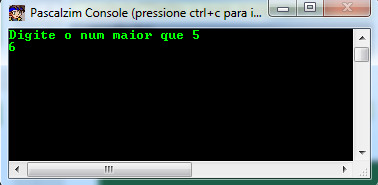 Pascalzim Console (pressione ctrl+c para i...
Digite o num maior que 5
6